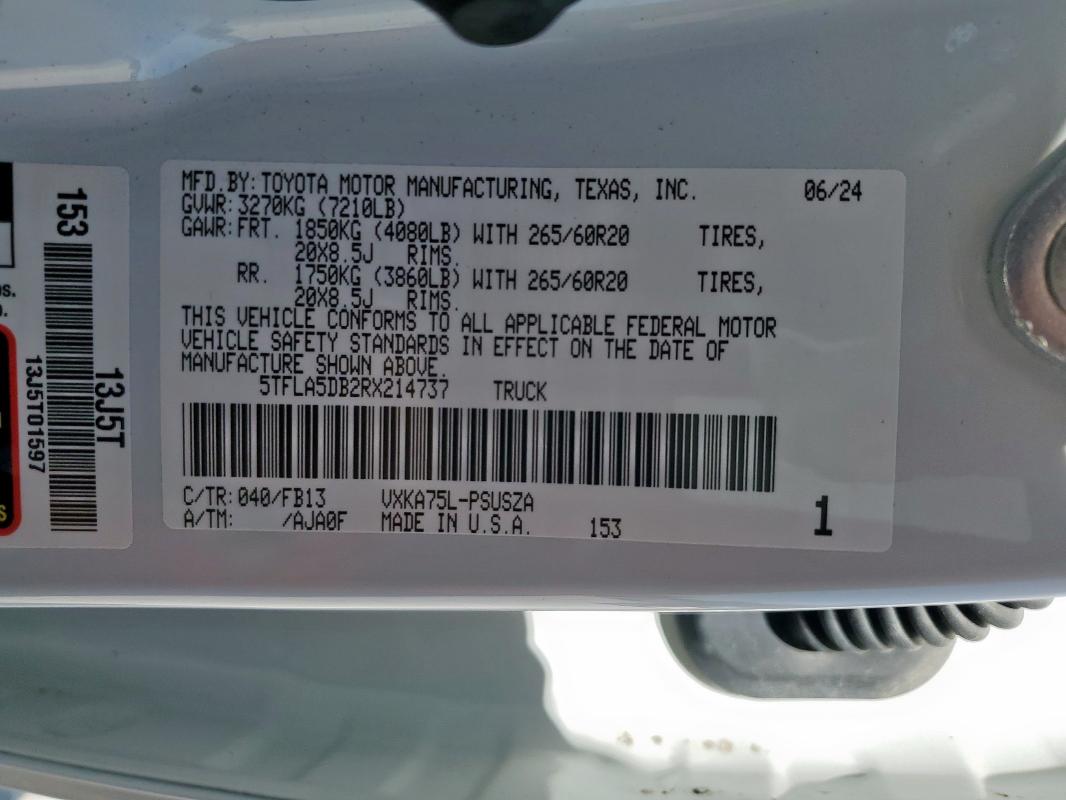 MFD.BY:TOYOTA MOTOR MANUFACTURING, TEXAS, INC. 06/24
GVWR:3270KG (7210LB)
GAWR:FRT. 1850KG (4080LB) WITH 265/60R20 TIRES,
20X8.5J RIMS.
RR. 1750KG (3860LB) WITH 265/60R20 TIRES,
20X8.5J RIMS.
THIS VEHICLE CONFORMS TO ALL APPLICABLE FEDERAL MOTOR
VEHICLE SAFETY STANDARDS IN EFFECT ON THE DATE OF
MANUFACTURE SHOWN ABOVE.
5TFLA5DB2RX214737 TRUCK
C/TR:040/FB13 VXKA75L-PSUSZA
A/TM: /AJA0F MADE IN U.S.A. 153 1
153
13J5T
13J5T01597